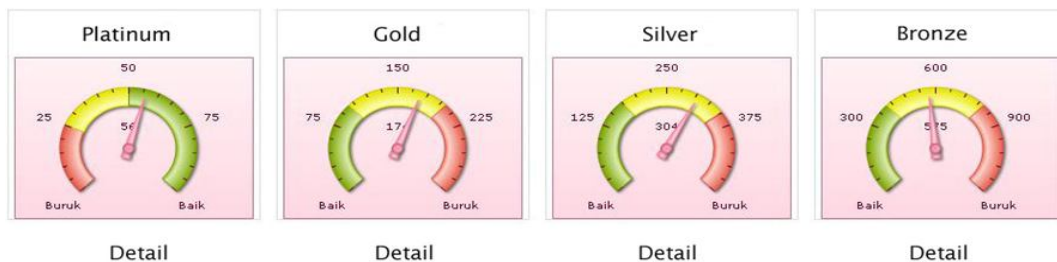 Platinum Gold Silver Bronze
50 150 250 600
25 75 75 225 125 375 300 900
304 575
Buruk Baik Baik Buruk Baik Buruk Baik Buruk
Detail Detail Detail Detail